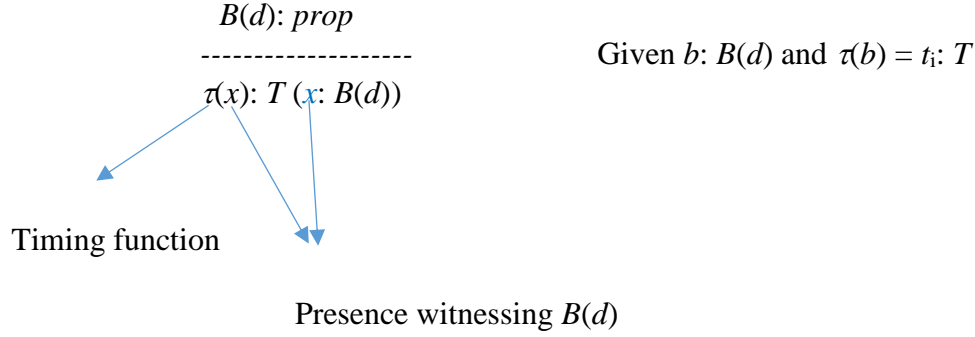 B(d): prop
---------------------
Given b: B(d) and τ(b) = tᵢ: T
τ(x): T (x: B(d))
Timing function
Presence witnessing B(d)